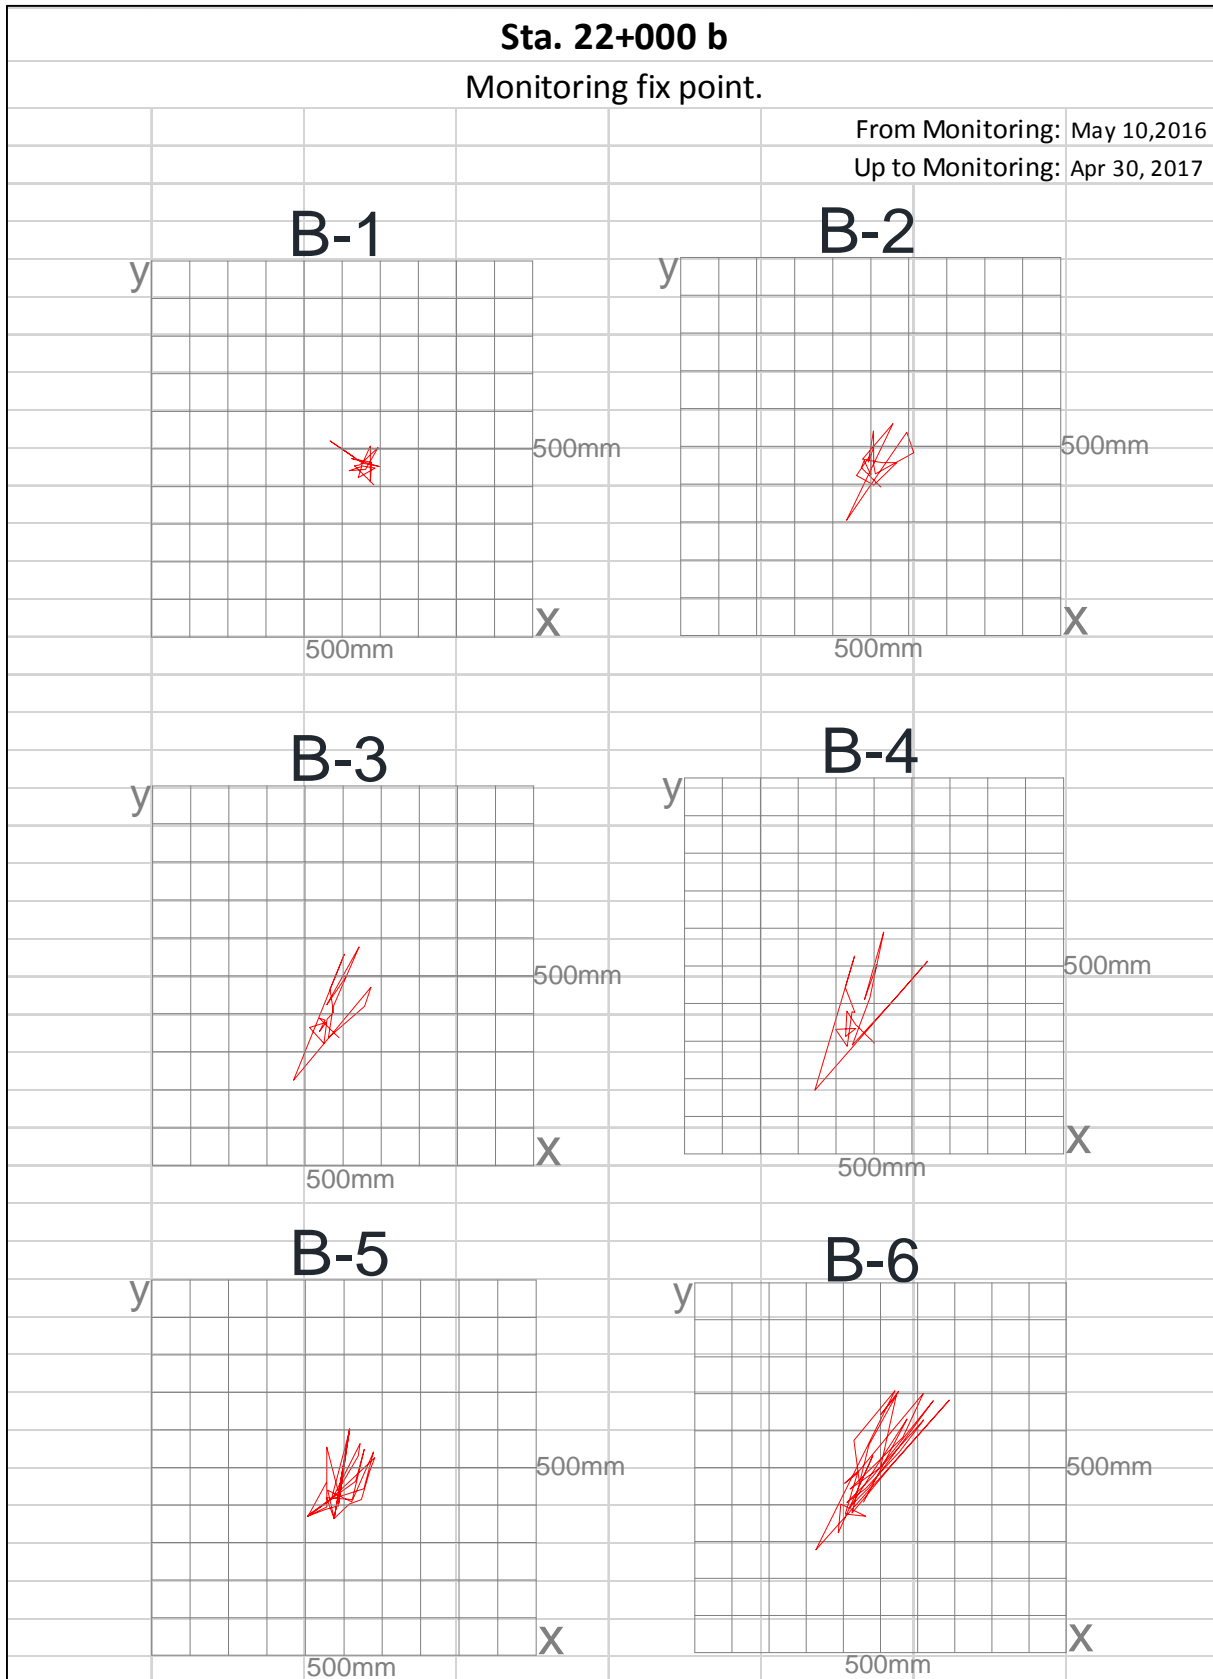 Sta. 22+000 b
Monitoring fix point.
From Monitoring: May 10,2016
Up to Monitoring: Apr 30, 2017
B-1
B-2
y
y
500mm
500mm
X
X
500mm
500mm
B-3
B-4
y
y
500mm
500mm
X
X
500mm
500mm
B-5
B-6
y
y
500mm
500mm
X
X
500mm
500mm